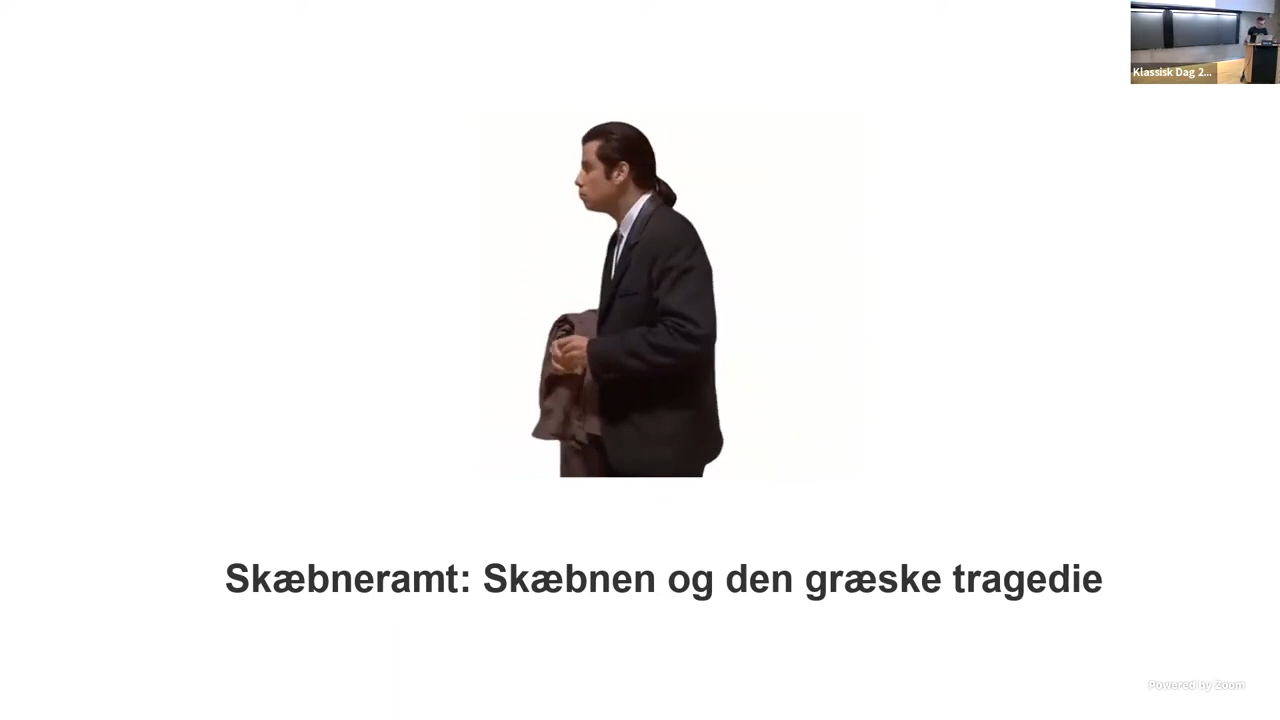 Klassisk Dag 2...
Skæbneramt: Skæbnen og den græske tragedie
Powered by Zoom